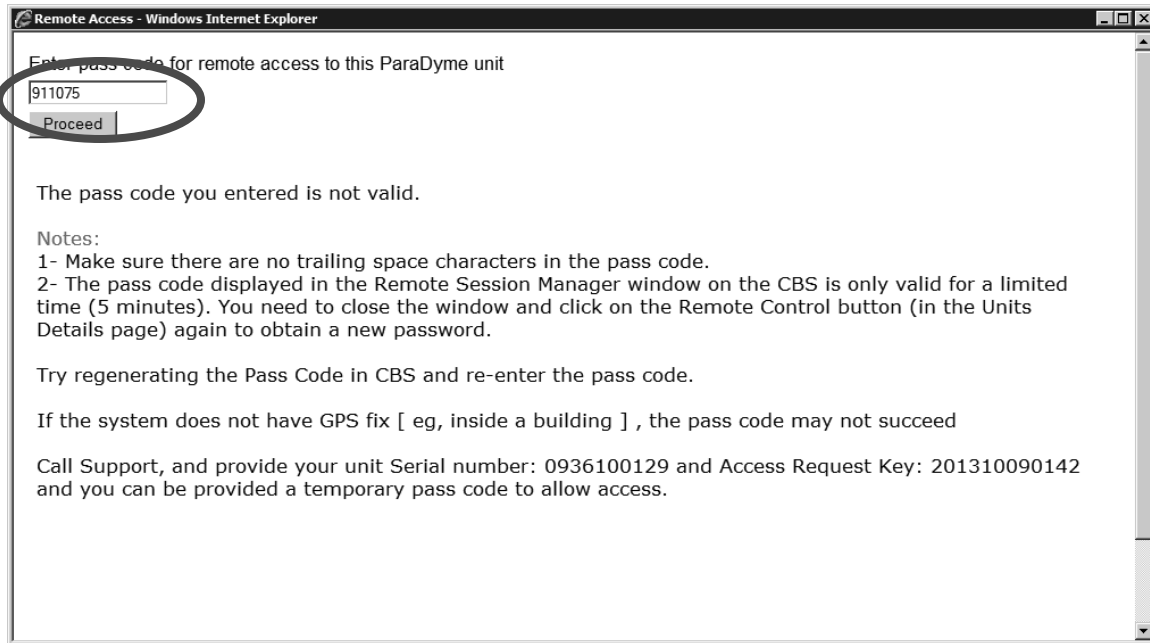 Remote Access - Windows Internet Explorer
Enter pass code for remote access to this ParaDyme unit
911075
Proceed
The pass code you entered is not valid.
Notes:
1- Make sure there are no trailing space characters in the pass code.
2- The pass code displayed in the Remote Session Manager window on the CBS is only valid for a limited
time (5 minutes). You need to close the window and click on the Remote Control button (in the Units
Details page) again to obtain a new password.
Try regenerating the Pass Code in CBS and re-enter the pass code.
If the system does not have GPS fix [ eg, inside a building ] , the pass code may not succeed
Call Support, and provide your unit Serial number: 0936100129 and Access Request Key: 201310090142
and you can be provided a temporary pass code to allow access.